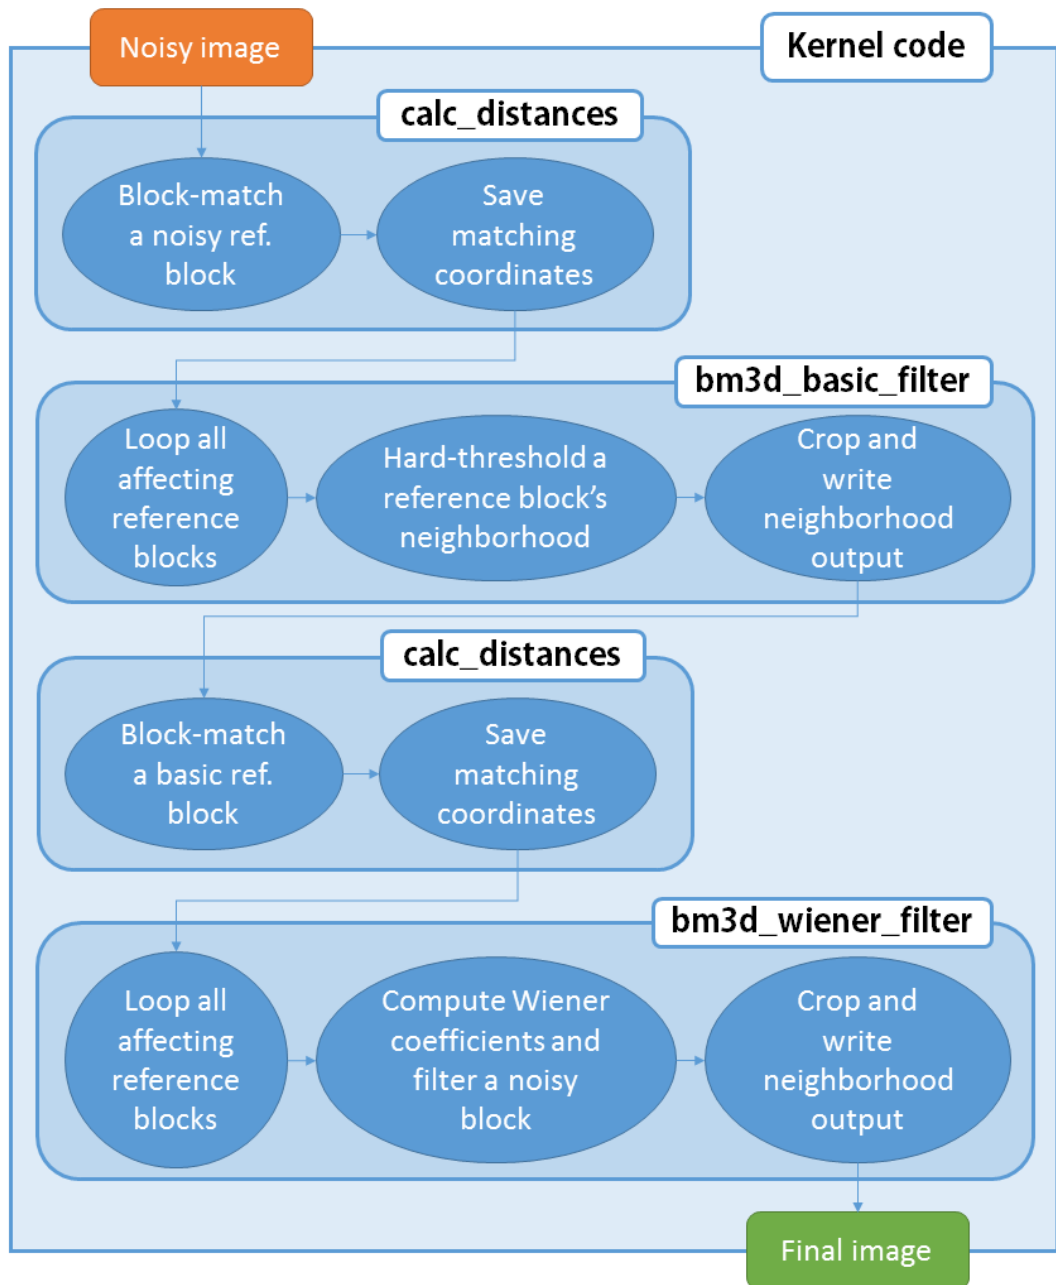 Noisy image
Kernel code
calc_distances
Block-match
a noisy ref.
block
Save
matching
coordinates
bm3d_basic_filter
Loop all
affecting
reference
blocks
Hard-threshold a
reference block's
neighborhood
Crop and
write
neighborhood
output
calc_distances
Block-match
a basic ref.
block
Save
matching
coordinates
bm3d_wiener_filter
Loop all
affecting
reference
blocks
Compute Wiener
coefficients and
filter a noisy
block
Crop and
write
neighborhood
output
Final image